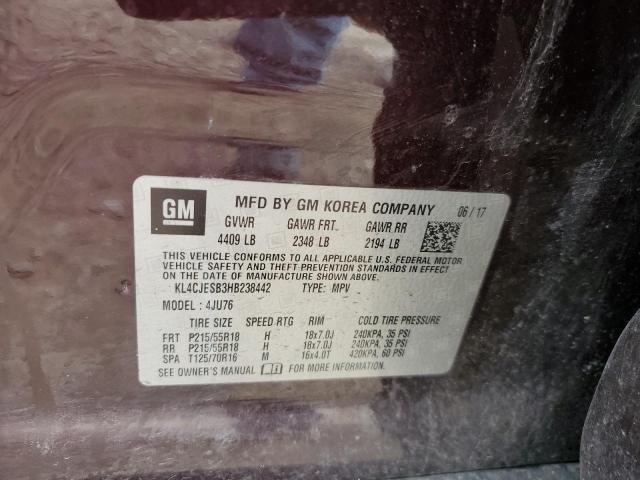 GM MFD BY GM KOREA COMPANY 06/17
GVWR GAWR FRT. GAWR RR
4409 LB 2348 LB 2194 LB
THIS VEHICLE CONFORMS TO ALL APPLICABLE U.S. FEDERAL MOTOR
VEHICLE SAFETY AND THEFT PREVENTION STANDARDS IN EFFECT ON
THE DATE OF MANUFACTURE SHOWN ABOVE.
KL4CJESB3HB238442 TYPE: MPV
MODEL: 4JU76
TIRE SIZE SPEED RTG RIM COLD TIRE PRESSURE
FRT P215/55R18 H 18x7.0J 240KPA, 35 PSI
RR P215/55R18 H 18x7.0J 240KPA, 35 PSI
SPA T125/70R16 M 16x4.0T 420KPA, 60 PSI
SEE OWNER'S MANUAL FOR MORE INFORMATION.